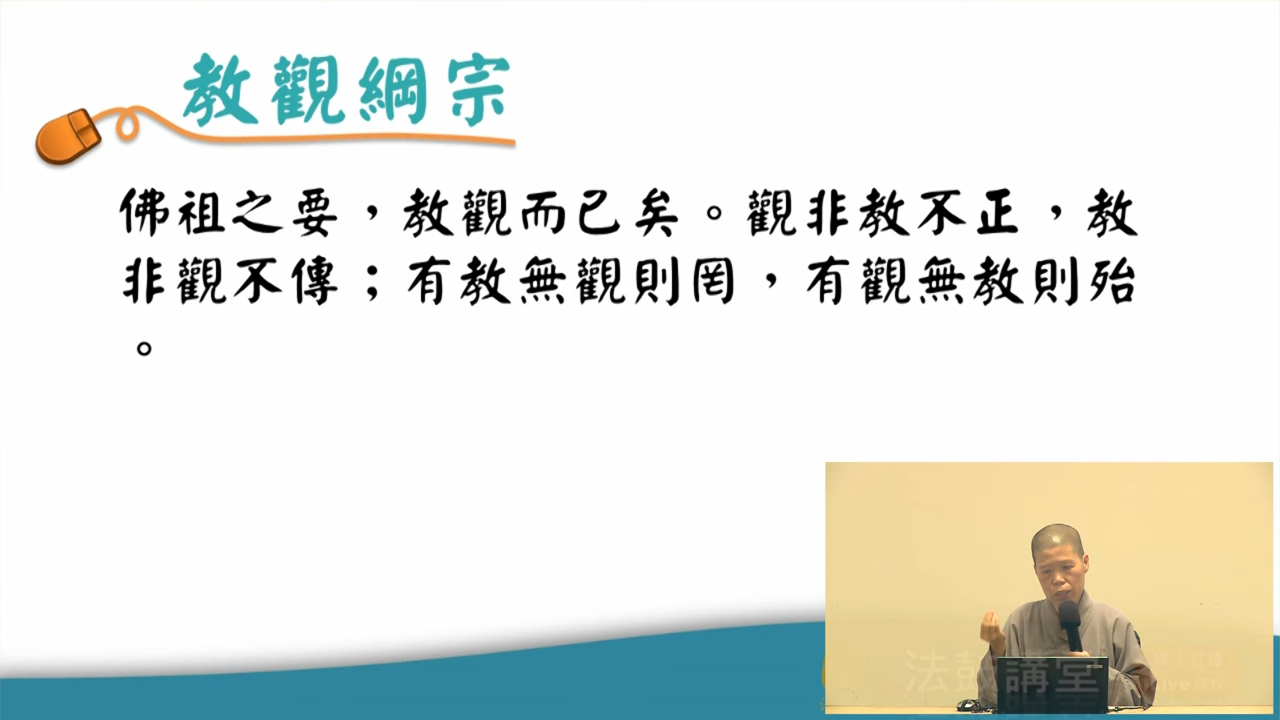 教觀綱宗
佛祖之要，教觀而已矣。觀非教不正，教
非觀不傳；有教無觀則罔，有觀無教則殆
。
法鼓講堂
live